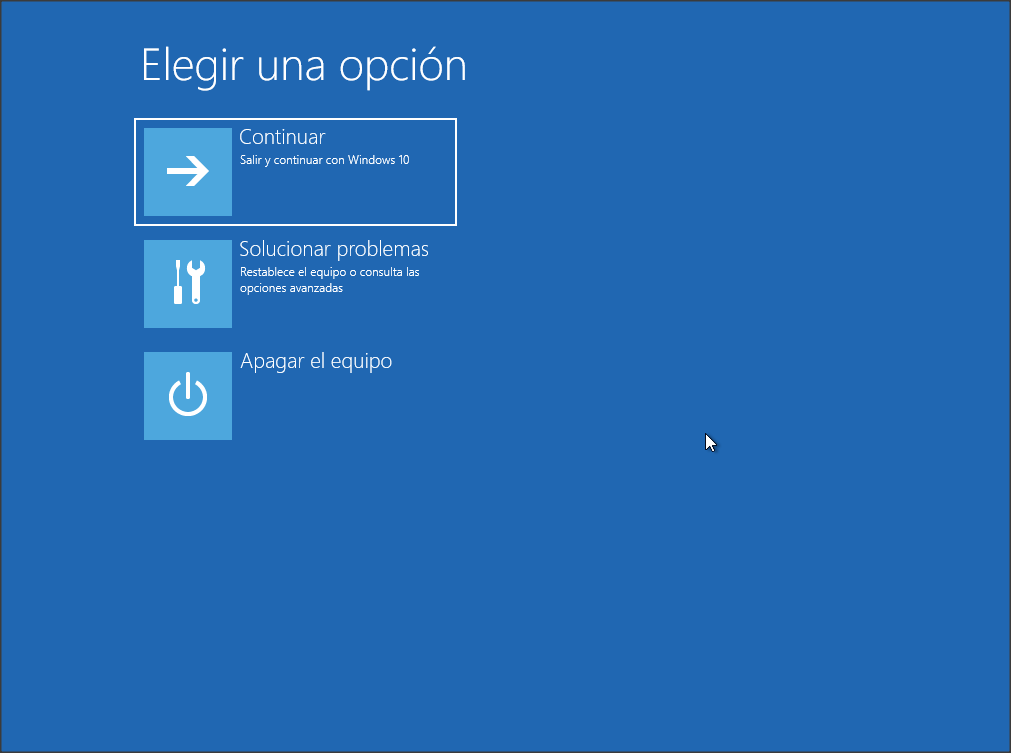 Elegir una opción
Continuar
Salir y continuar con Windows 10
Solucionar problemas
Restablece el equipo o consulta las
opciones avanzadas
Apagar el equipo